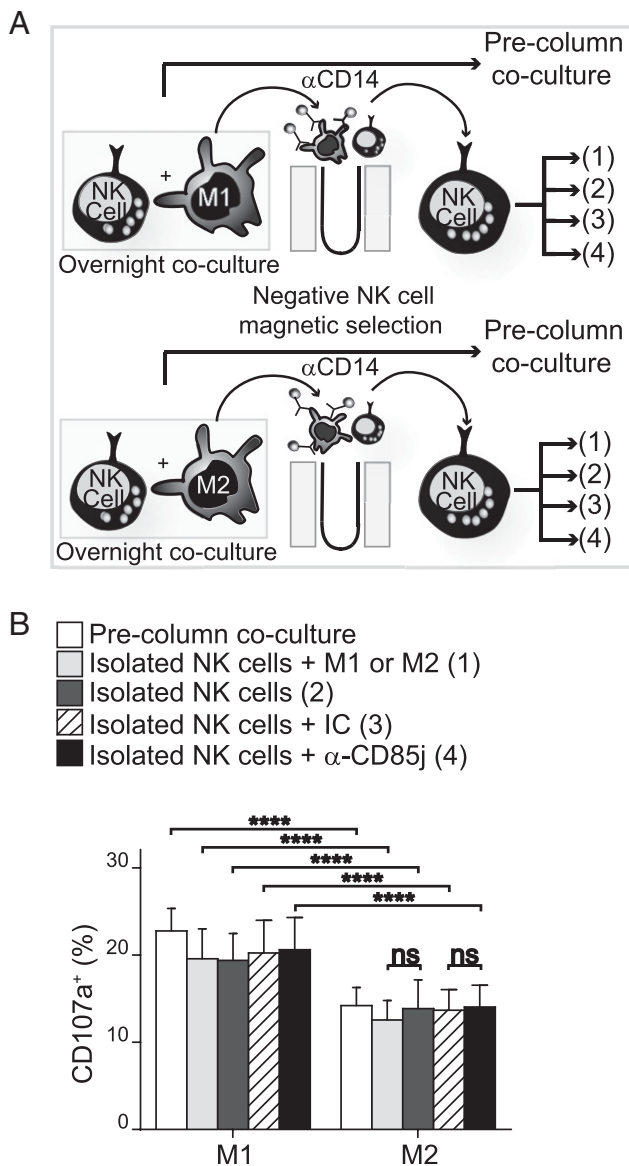 A
Pre-column
co-culture
αCD14
NK
Cell
+
M1
Overnight co-culture
NK
Cell
(1)
(2)
(3)
(4)
Negative NK cell
magnetic selection
Pre-column
co-culture
αCD14
NK
Cell
+
M2
Overnight co-culture
NK
Cell
(1)
(2)
(3)
(4)
B
Pre-column co-culture
Isolated NK cells + M1 or M2 (1)
Isolated NK cells (2)
Isolated NK cells + IC (3)
Isolated NK cells + α-CD85j (4)
****
****
****
****
****
ns
ns
CD107a+ (%)
30
20
10
0
M1
M2